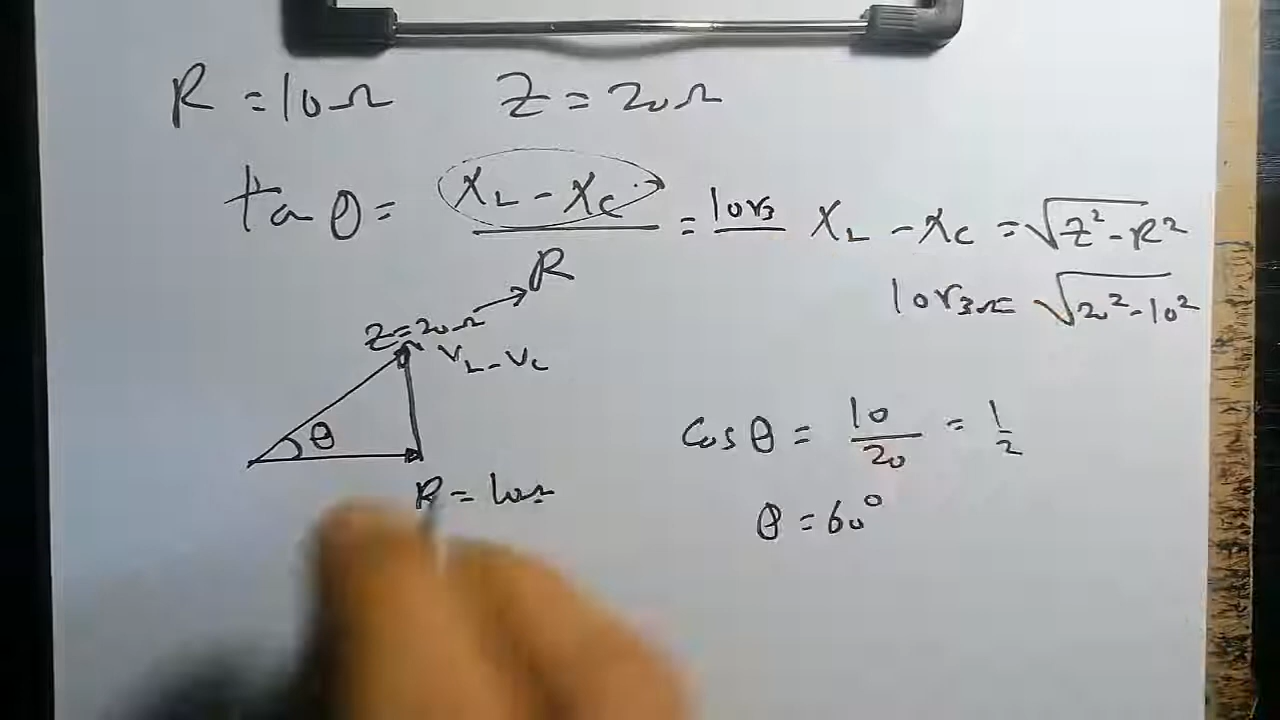 R = 10Ω Z = 20Ω
tan θ = (X_L - X_C) / R = 10√3 / X_L - X_C = √(Z² - R²)
10√3Ω = √(20² - 10²)
Z = 20Ω
V_L - V_C
θ
R = 10Ω
Cos θ = 10/20 = 1/2
θ = 60°